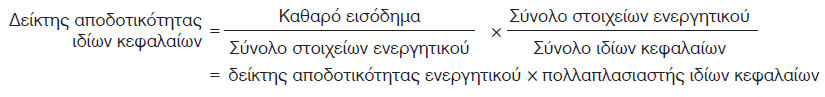 Δείκτης αποδοτικότητας ιδίων κεφαλαίων = Καθαρό εισόδημα / Σύνολο στοιχείων ενεργητικού × Σύνολο στοιχείων ενεργητικού / Σύνολο ιδίων κεφαλαίων
= δείκτης αποδοτικότητας ενεργητικού × πολλαπλασιαστής ιδίων κεφαλαίων